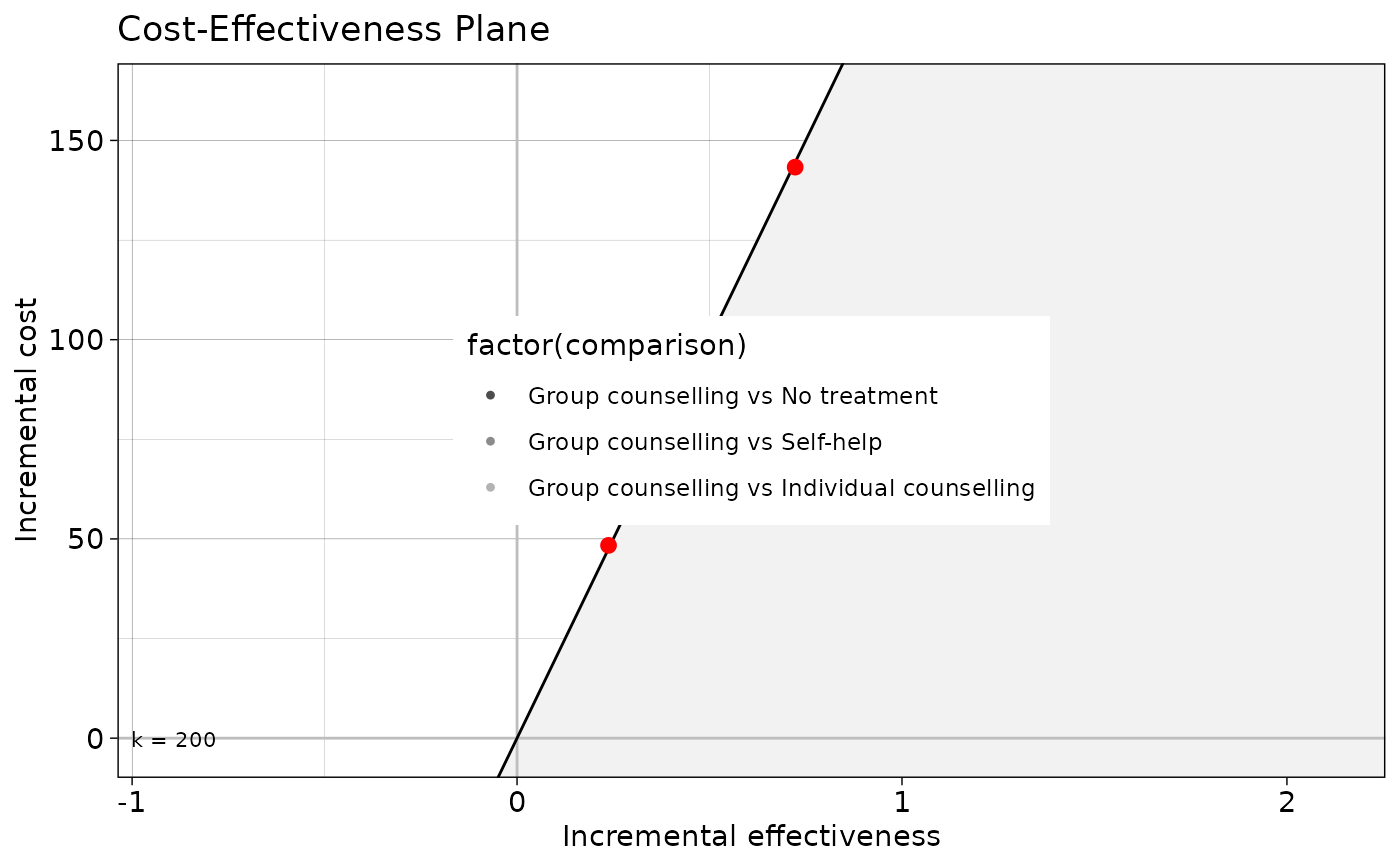 Cost-Effectiveness Plane
Incremental cost
150
100
50
0
factor(comparison)
Group counselling vs No treatment
Group counselling vs Self-help
Group counselling vs Individual counselling
k = 200
-1
0
1
2
Incremental effectiveness